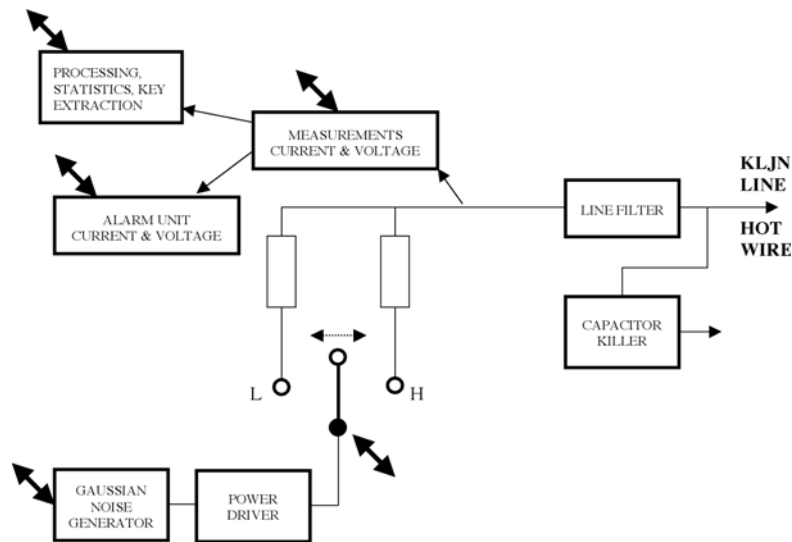 PROCESSING,
STATISTICS, KEY
EXTRACTION
MEASUREMENTS
CURRENT & VOLTAGE
ALARM UNIT
CURRENT & VOLTAGE
LINE FILTER
KLJN
LINE
HOT
WIRE
CAPACITOR
KILLER
L
H
GAUSSIAN
NOISE
GENERATOR
POWER
DRIVER